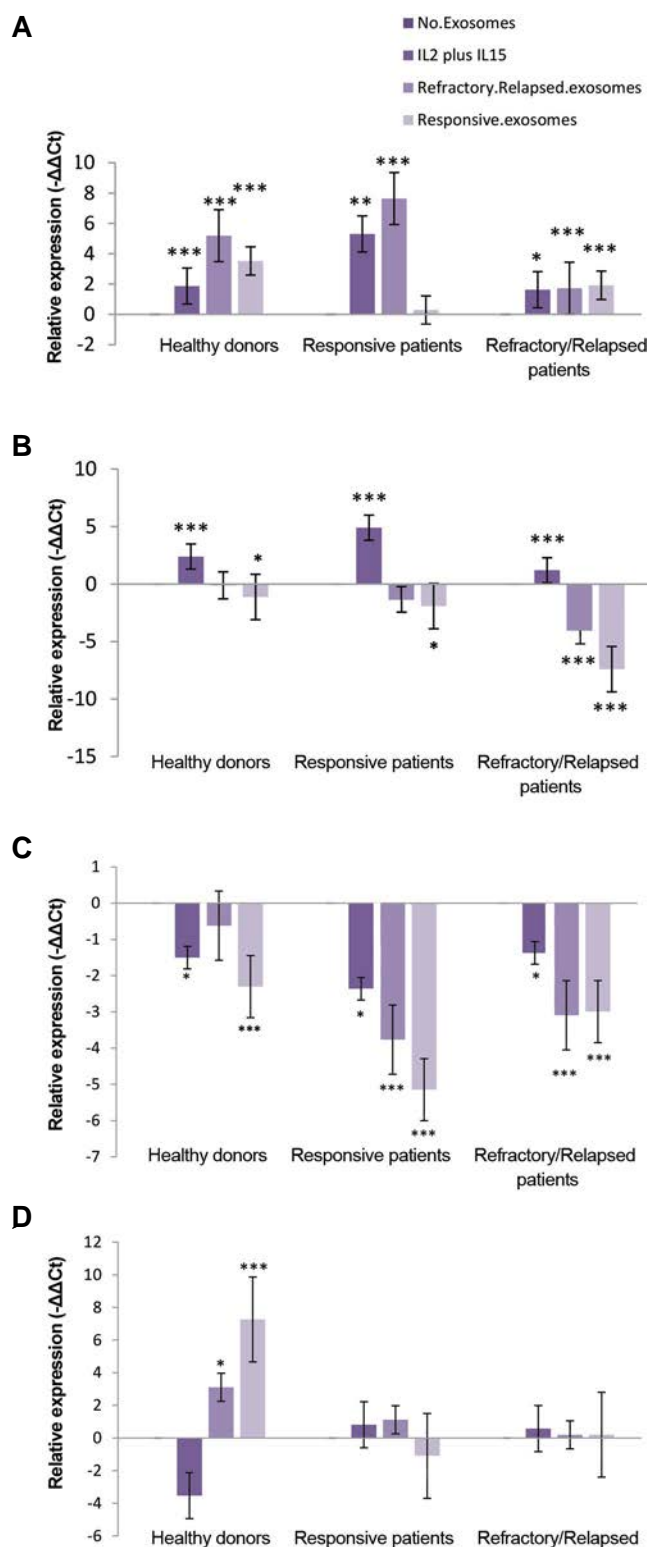 A
No.Exosomes
IL2 plus IL15
Refractory.Relapsed.exosomes
Responsive.exosomes
Relative expression (-ΔΔCt)
10
8
6
4
2
0
-2
*** *** ***
** ***
* *** ***
Healthy donors Responsive patients Refractory/Relapsed
patients
B
Relative expression (-ΔΔCt)
10
5
0
-5
-10
-15
*** *
*** *
*** *** ***
Healthy donors Responsive patients Refractory/Relapsed
patients
C
Relative expression (-ΔΔCt)
1
0
-1
-2
-3
-4
-5
-6
-7
* ***
* *** ***
* *** ***
Healthy donors Responsive patients Refractory/Relapsed
patients
D
Relative expression (-ΔΔCt)
12
10
8
6
4
2
0
-2
-4
-6
* ***
Healthy donors Responsive patients Refractory/Relapsed